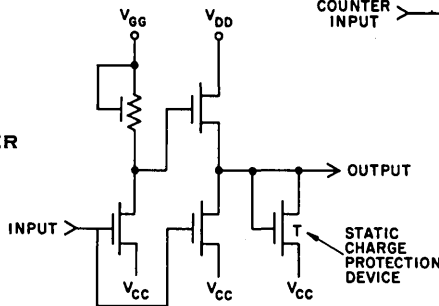 COUNTER
INPUT
VGG
VDD
ER
OUTPUT
INPUT
T
STATIC
CHARGE
PROTECTION
DEVICE
VCC
VCC
VCC